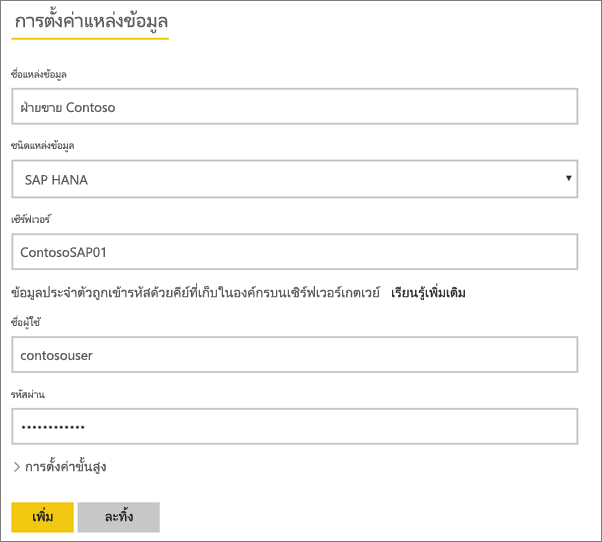 การตั้งค่าแหล่งข้อมูล
ชื่อแหล่งข้อมูล
ฝ่ายขาย Contoso
ชนิดแหล่งข้อมูล
SAP HANA
เซิร์ฟเวอร์
ContosoSAP01
ข้อมูลประจำตัวถูกเข้ารหัสด้วยคีย์ที่เก็บในองค์กรบนเซิร์ฟเวอร์เกตเวย์ เรียนรู้เพิ่มเติม
ชื่อผู้ใช้
contosouser
รหัสผ่าน
••••••••••••
การตั้งค่าขั้นสูง
เพิ่ม ละทิ้ง